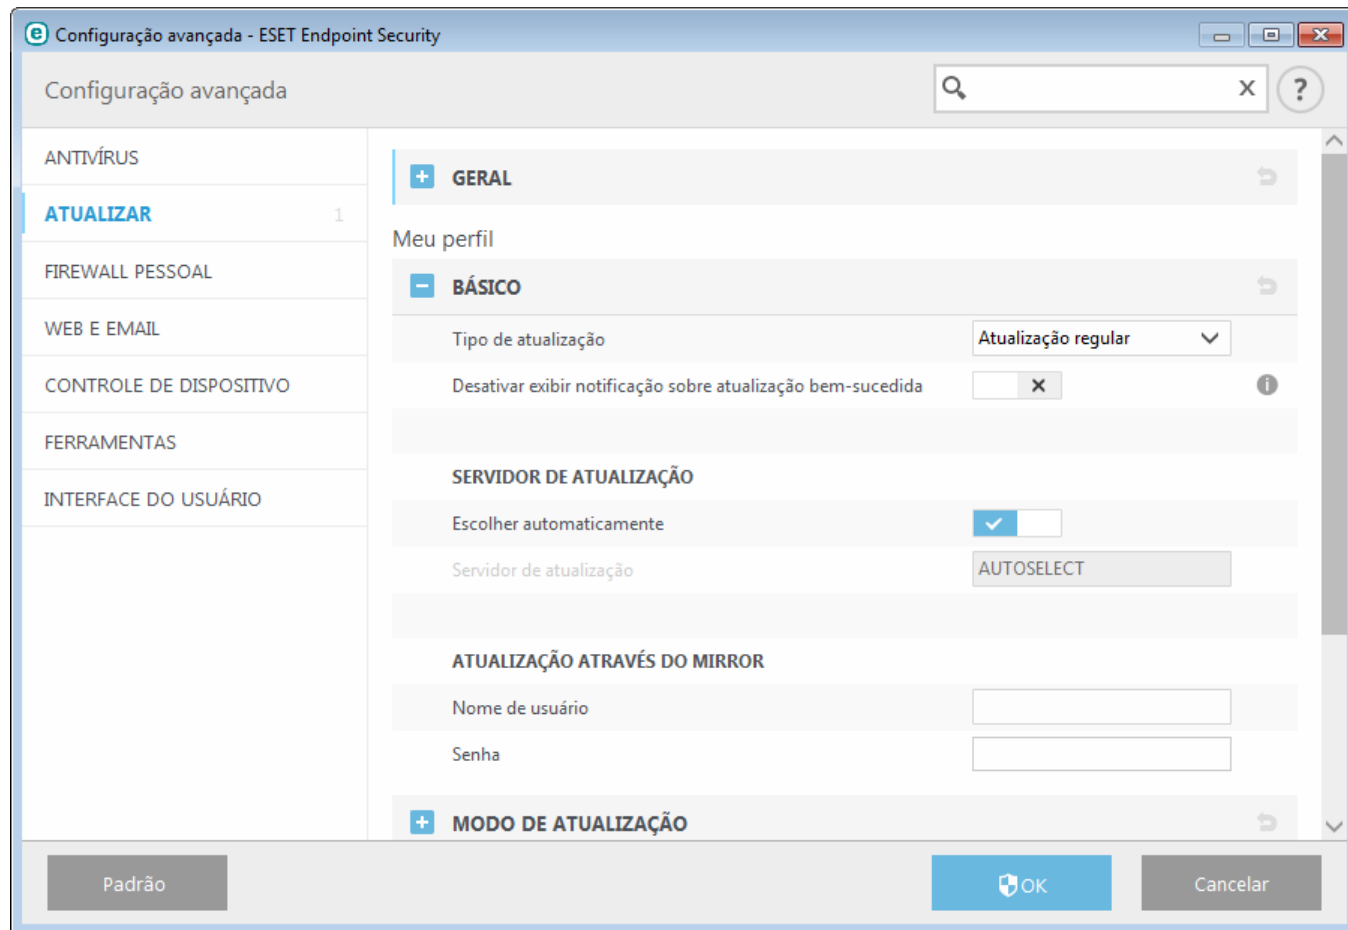 Configuração avançada - ESET Endpoint Security
Configuração avançada
ANTIVÍRUS
ATUALIZAR 1
FIREWALL PESSOAL
WEB E EMAIL
CONTROLE DE DISPOSITIVO
FERRAMENTAS
INTERFACE DO USUÁRIO
GERAL
Meu perfil
BÁSICO
Tipo de atualização Atualização regular
Desativar exibir notificação sobre atualização bem-sucedida
SERVIDOR DE ATUALIZAÇÃO
Escolher automaticamente
Servidor de atualização AUTOSELECT
ATUALIZAÇÃO ATRAVÉS DO MIRROR
Nome de usuário
Senha
MODO DE ATUALIZAÇÃO
Padrão OK Cancelar